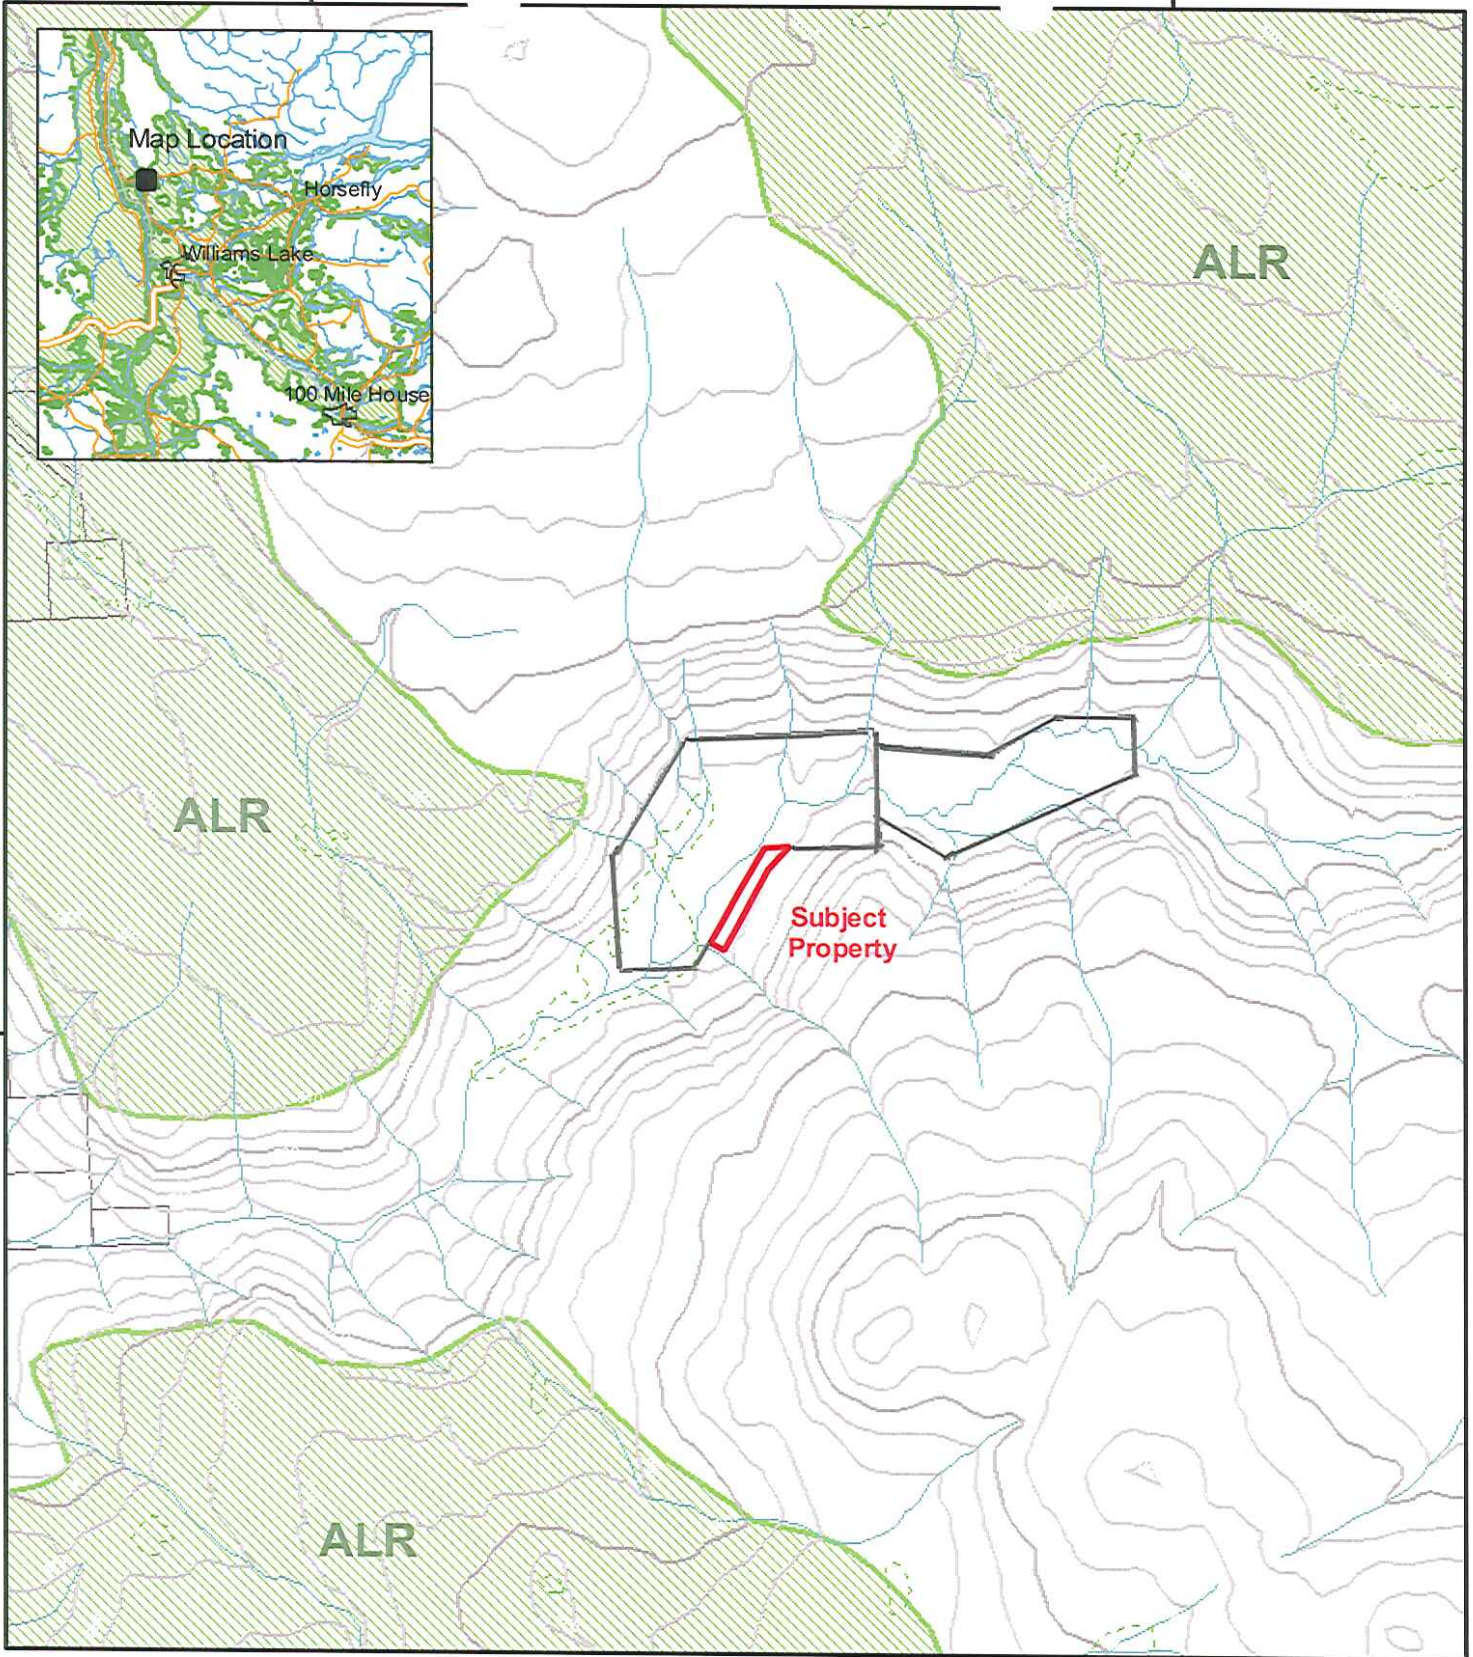 Map Location
Horsefly
Williams Lake
100 Mile House
ALR
ALR
Subject
Property
ALR